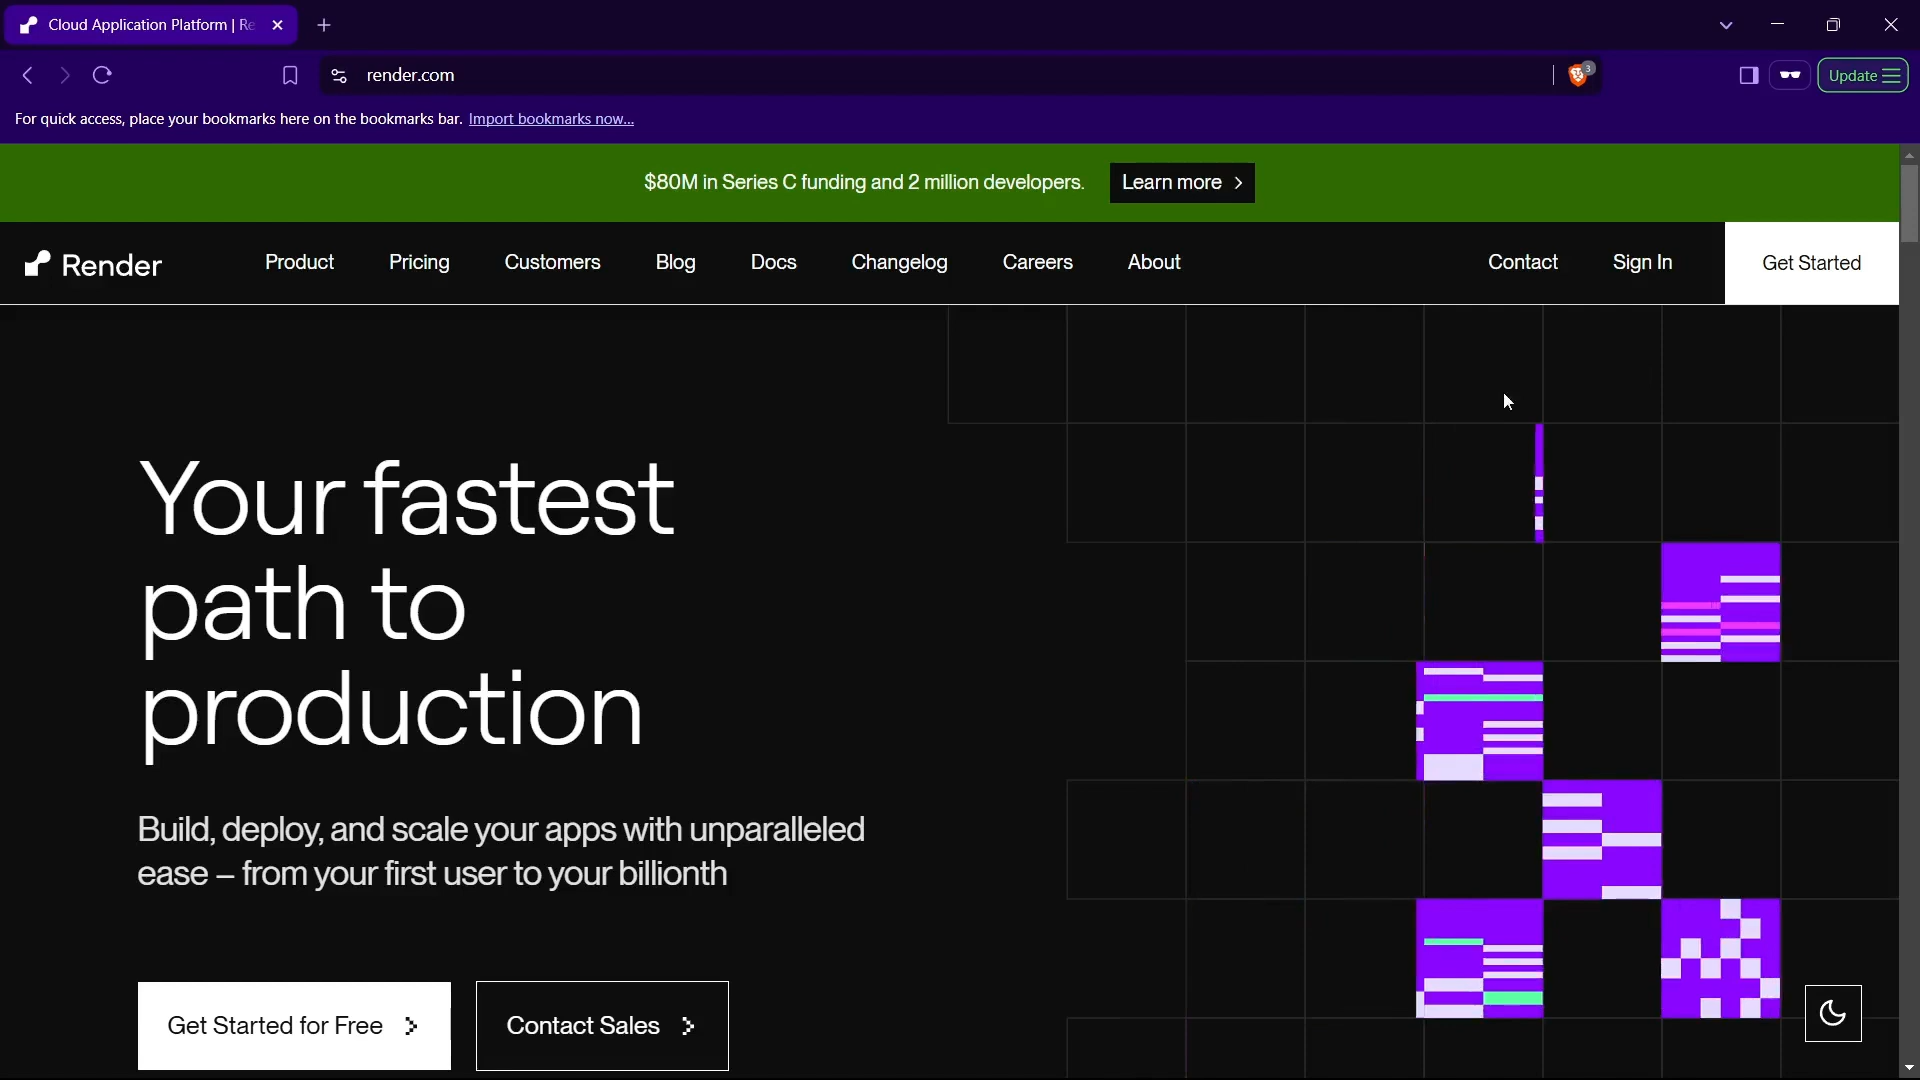 Cloud Application Platform | Re
render.com
3
Update
For quick access, place your bookmarks here on the bookmarks bar. Import bookmarks now...
$80M in Series C funding and 2 million developers. Learn more
Render
Product Pricing Customers Blog Docs Changelog Careers About Contact Sign In Get Started
Your fastest
path to
production
Build, deploy, and scale your apps with unparalleled
ease – from your first user to your billionth
Get Started for Free Contact Sales